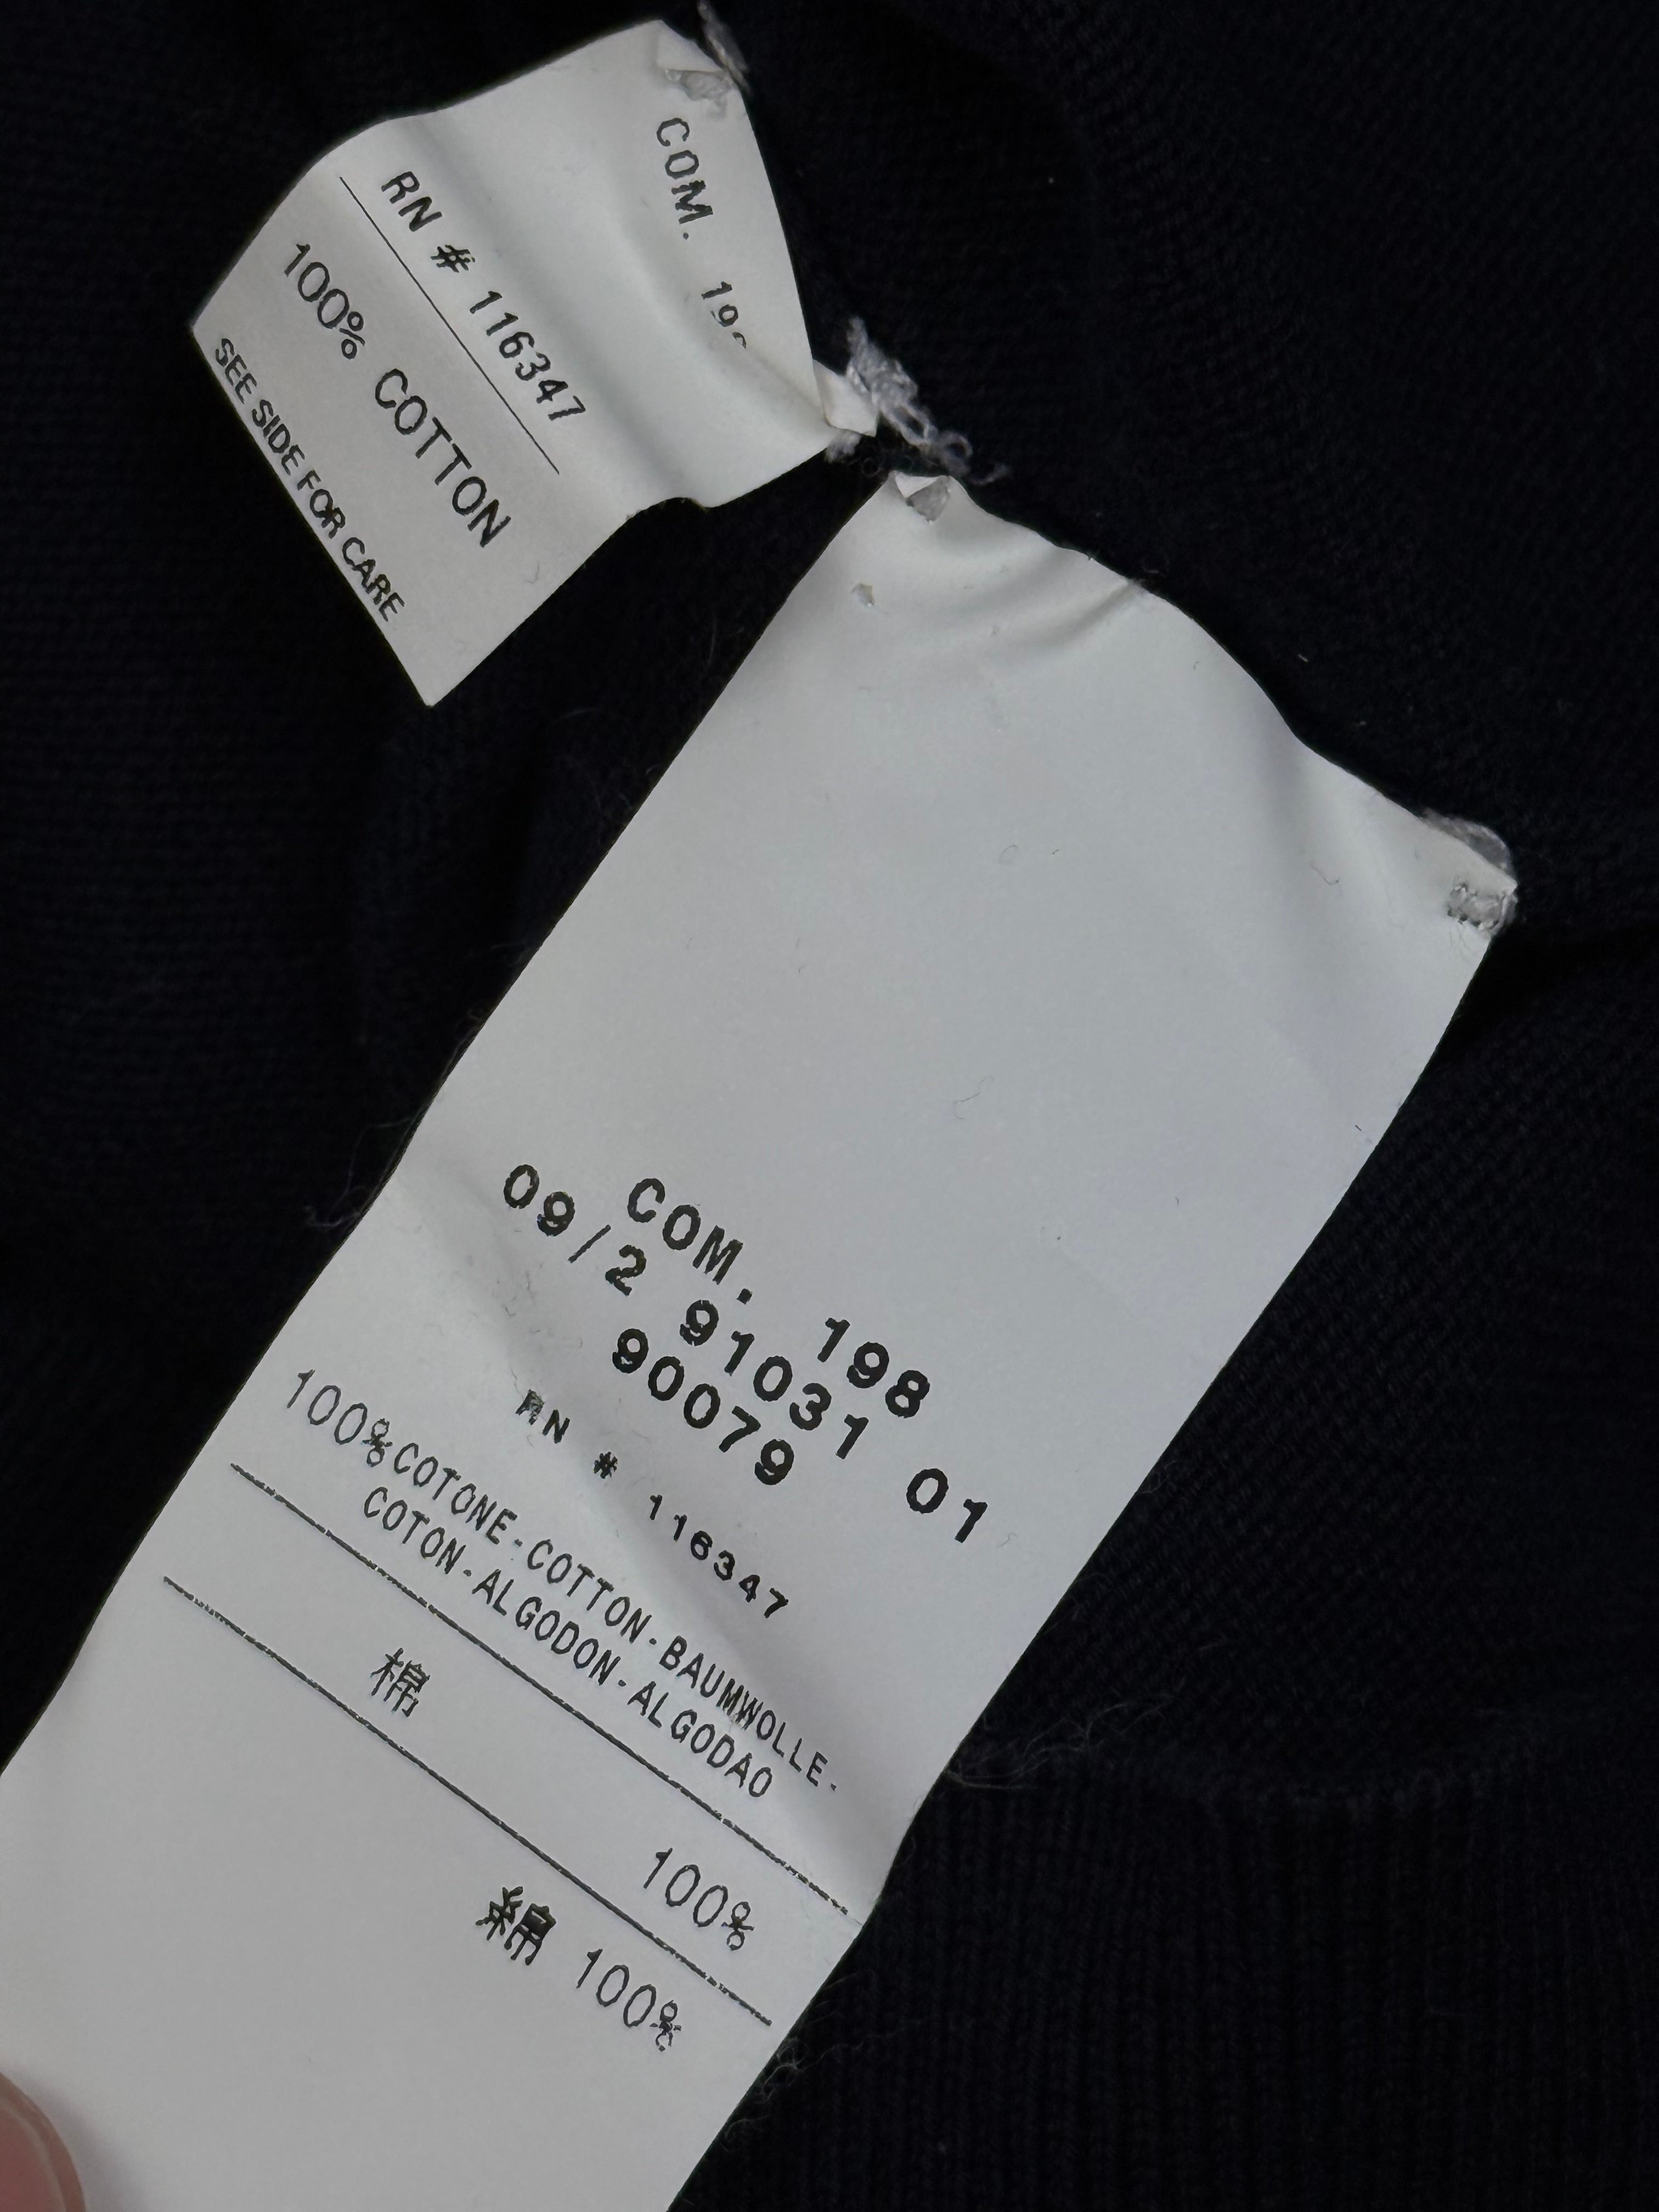 COM. 19
RN # 116347
100% COTTON
SEE SIDE FOR CARE
COM. 198
09/2 91031 01
90079
RN # 116347
100%COTONE-COTTON-BAUMWOLLE-
COTON-ALGODON-ALGODAO
棉 100%
綿 100%